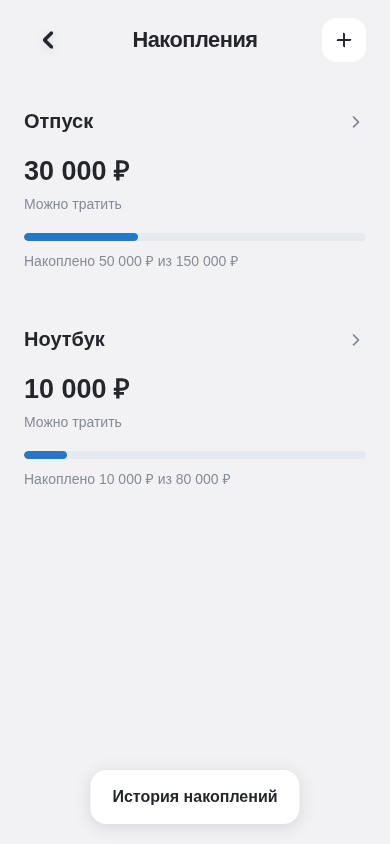 Накопления
Отпуск
30 000 ₽
Можно тратить
Накоплено 50 000 ₽ из 150 000 ₽
Ноутбук
10 000 ₽
Можно тратить
Накоплено 10 000 ₽ из 80 000 ₽
История накоплений